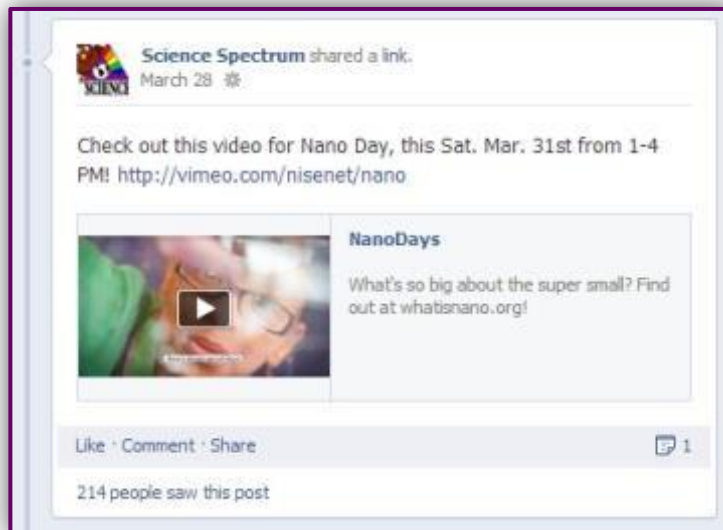 Science Spectrum shared a link.
SCIENCE
March 28
Check out this video for Nano Day, this Sat. Mar. 31st from 1-4
PM! http://vimeo.com/nisenet/nano
NanoDays
What's so big about the super small? Find
out at whatisnano.org!
Like · Comment · Share
1
214 people saw this post